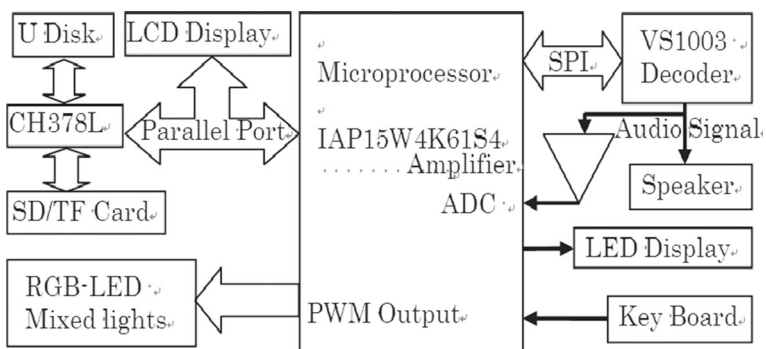 U Disk
LCD Display
CH378L
Parallel Port
SD/TF Card
RGB-LED
Mixed lights
Microprocessor
IAP15W4K61S4
Amplifier
ADC
PWM Output
SPI
VS1003
Decoder
Audio Signal
Speaker
LED Display
Key Board